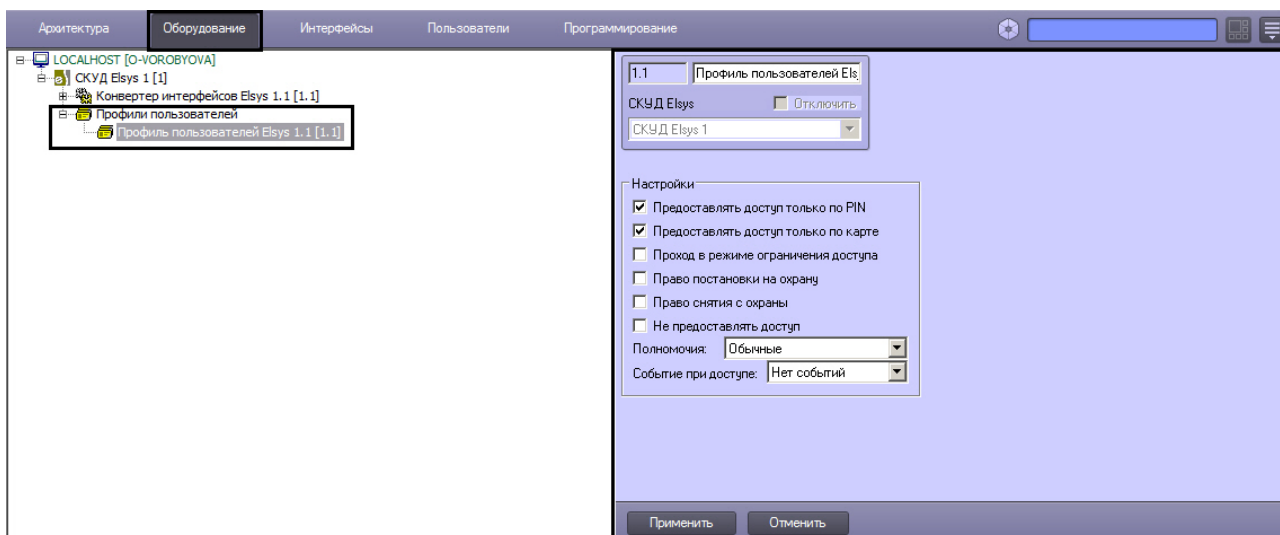 Архитектура Оборудование Интерфейсы Пользователи Программирование
LOCALHOST [O-VOROBYOVA]
СКУД Elsys 1 [1]
Конвертер интерфейсов Elsys 1.1 [1.1]
Профили пользователей
Профиль пользователей Elsys 1.1 [1.1]
1.1 Профиль пользователей Els
СКУД Elsys Отключить
СКУД Elsys 1
Настройки
Предоставлять доступ только по PIN
Предоставлять доступ только по карте
Проход в режиме ограничения доступа
Право постановки на охрану
Право снятия с охраны
Не предоставлять доступ
Полномочия: Обычные
Событие при доступе: Нет событий
Применить Отменить